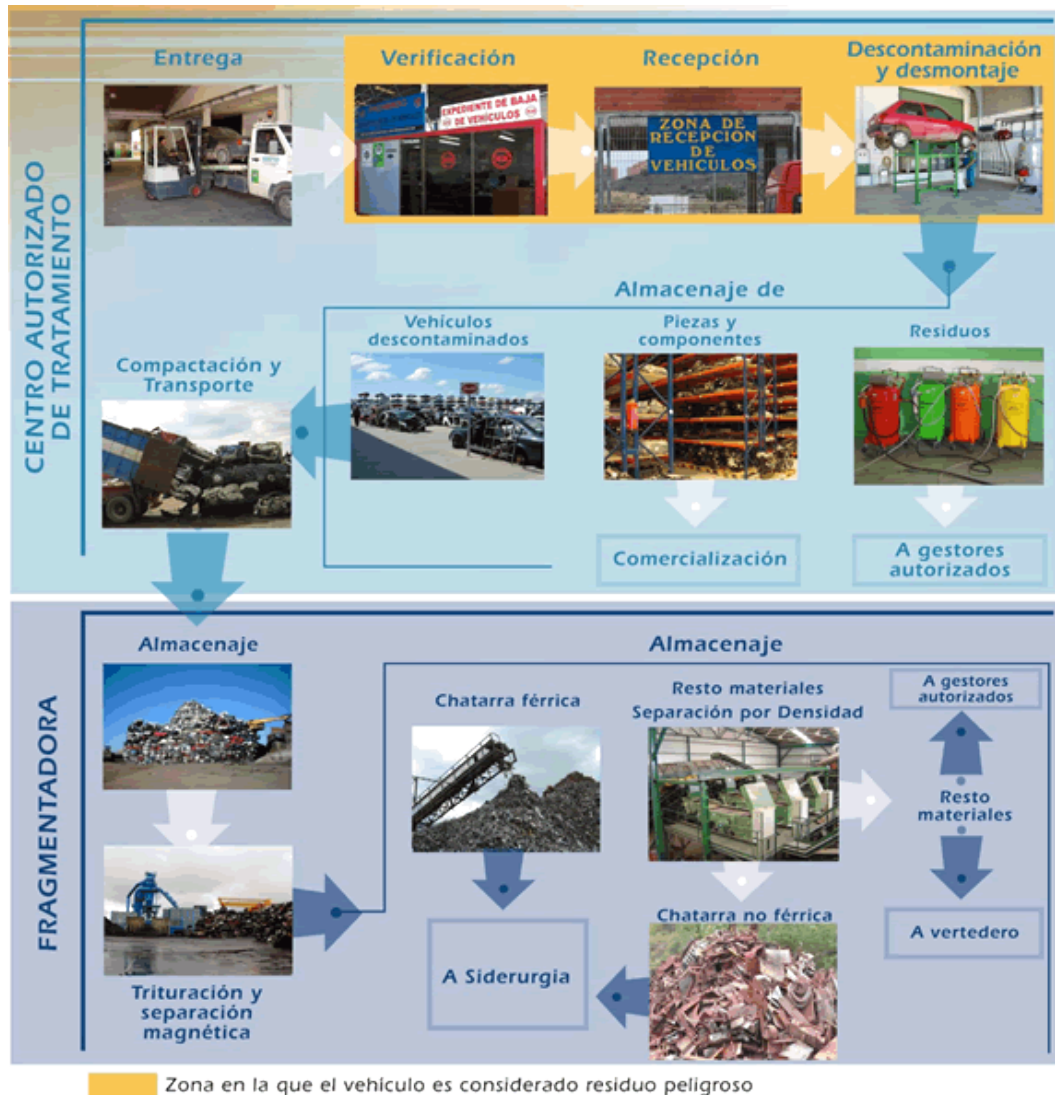 CENTRO AUTORIZADO
DE TRATAMIENTO
Entrega
Verificación
Recepción
Descontaminación
y desmontaje
EXPEDIENTE DE BAJA
DE VEHÍCULOS
ZONA DE
RECEPCIÓN
DE
VEHÍCULOS
Almacenaje de
Vehículos
descontaminados
Piezas y
componentes
Residuos
Compactación y
Transporte
Comercialización
A gestores
autorizados
FRAGMENTADORA
Almacenaje
Almacenaje
Chatarra férrica
Resto materiales
Separación por Densidad
A gestores
autorizados
Resto
materiales
A vertedero
Chatarra no férrica
A Siderurgia
Trituración y
separación
magnética
Zona en la que el vehículo es considerado residuo peligroso